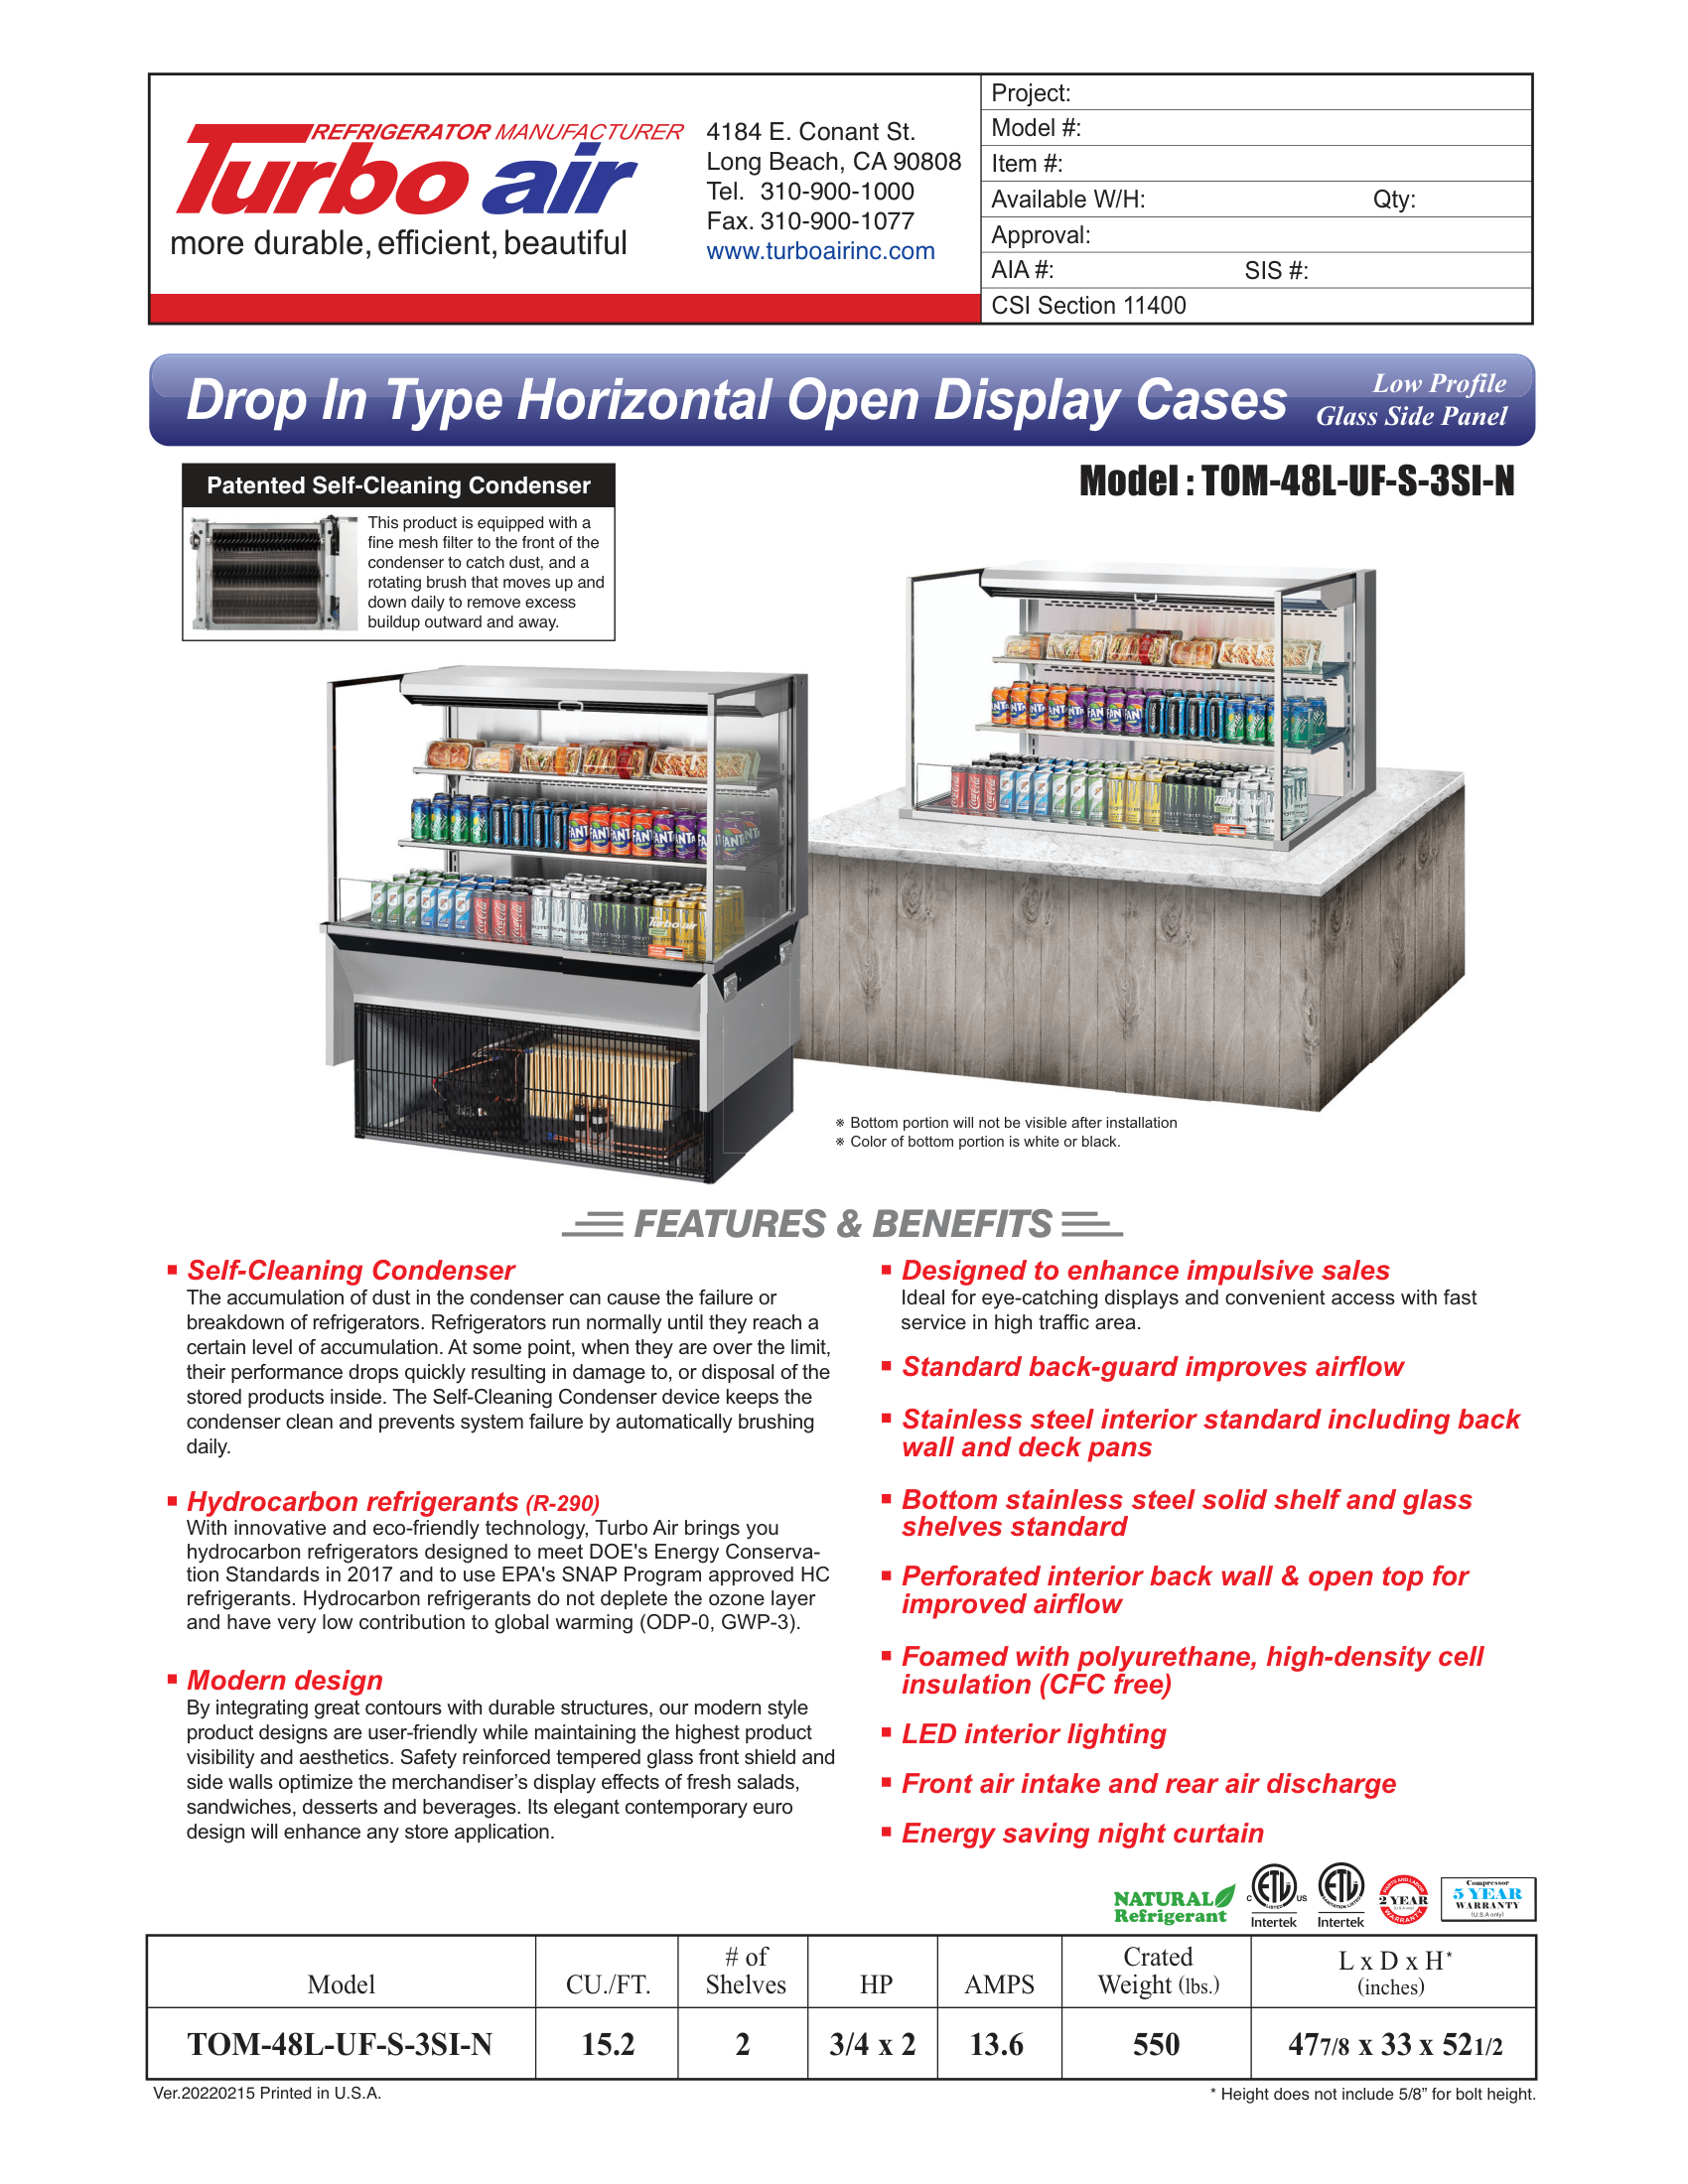 REFRIGERATOR MANUFACTURER
Turbo air
more durable, efficient, beautiful
4184 E. Conant St.
Long Beach, CA 90808
Tel. 310-900-1000
Fax. 310-900-1077
www.turboairinc.com
Project:
Model #:
Item #:
Available W/H: Qty:
Approval:
AIA #: SIS #:
CSI Section 11400
Drop In Type Horizontal Open Display Cases
Low Profile
Glass Side Panel
Patented Self-Cleaning Condenser
This product is equipped with a
fine mesh filter to the front of the
condenser to catch dust, and a
rotating brush that moves up and
down daily to remove excess
buildup outward and away.
Model : TOM-48L-UF-S-3SI-N
※ Bottom portion will not be visible after installation
※ Color of bottom portion is white or black.
FEATURES & BENEFITS
▪ Self-Cleaning Condenser
The accumulation of dust in the condenser can cause the failure or
breakdown of refrigerators. Refrigerators run normally until they reach a
certain level of accumulation. At some point, when they are over the limit,
their performance drops quickly resulting in damage to, or disposal of the
stored products inside. The Self-Cleaning Condenser device keeps the
condenser clean and prevents system failure by automatically brushing
daily.
▪ Hydrocarbon refrigerants (R-290)
With innovative and eco-friendly technology, Turbo Air brings you
hydrocarbon refrigerators designed to meet DOE's Energy Conserva-
tion Standards in 2017 and to use EPA's SNAP Program approved HC
refrigerants. Hydrocarbon refrigerants do not deplete the ozone layer
and have very low contribution to global warming (ODP-0, GWP-3).
▪ Modern design
By integrating great contours with durable structures, our modern style
product designs are user-friendly while maintaining the highest product
visibility and aesthetics. Safety reinforced tempered glass front shield and
side walls optimize the merchandiser’s display effects of fresh salads,
sandwiches, desserts and beverages. Its elegant contemporary euro
design will enhance any store application.
▪ Designed to enhance impulsive sales
Ideal for eye-catching displays and convenient access with fast
service in high traffic area.
▪ Standard back-guard improves airflow
▪ Stainless steel interior standard including back
wall and deck pans
▪ Bottom stainless steel solid shelf and glass
shelves standard
▪ Perforated interior back wall & open top for
improved airflow
▪ Foamed with polyurethane, high-density cell
insulation (CFC free)
▪ LED interior lighting
▪ Front air intake and rear air discharge
▪ Energy saving night curtain
NATURAL
Refrigerant
C ETL US
LISTED
Intertek
ETL
SANITATION LISTED
Intertek
PARTS AND LABOR
2 YEAR
(U.S.A only)
WARRANTY
Compressor
5 YEAR
WARRANTY
(U.S.A only)
Model CU./FT. # of Shelves HP AMPS Crated Weight (lbs.) L x D x H* (inches)
TOM-48L-UF-S-3SI-N 15.2 2 3/4 x 2 13.6 550 47 7/8 x 33 x 52 1/2
Ver.20220215 Printed in U.S.A.
* Height does not include 5/8” for bolt height.